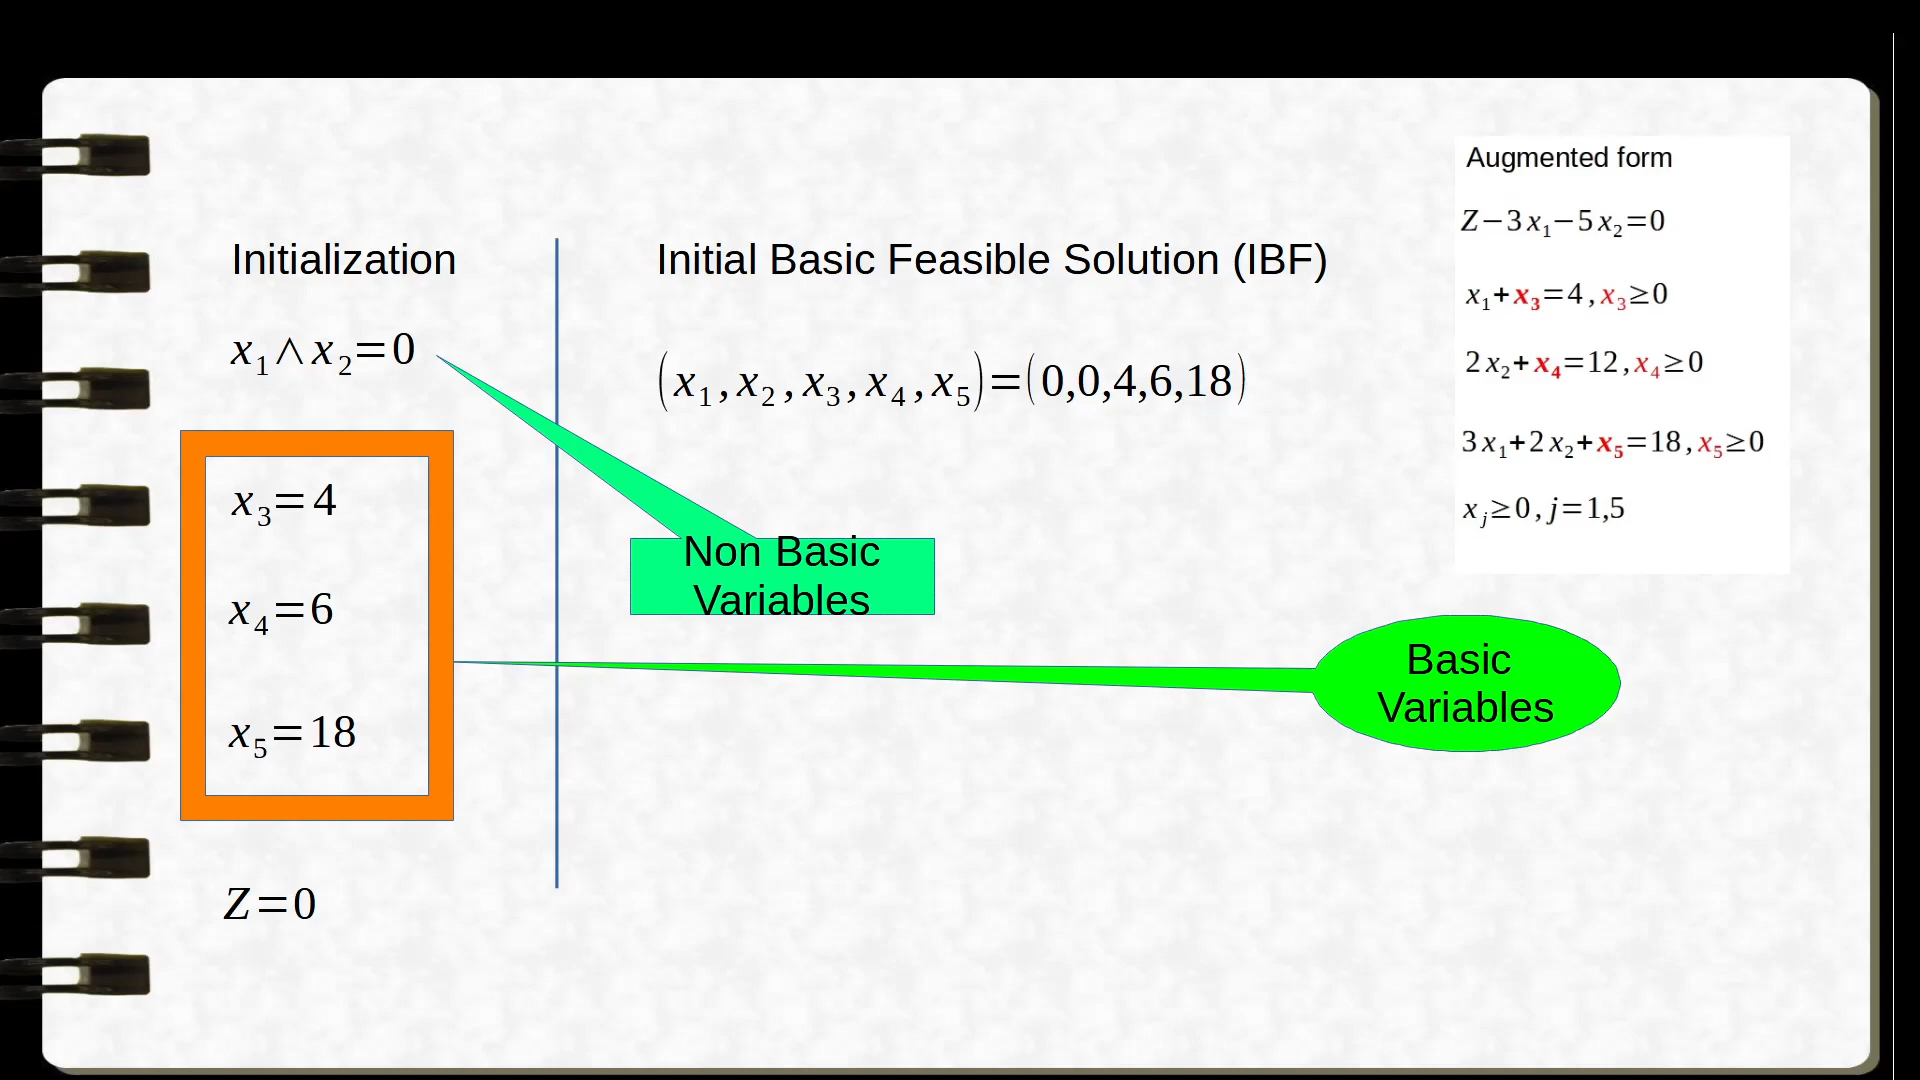 Initialization
x₁∧x₂=0
x₃=4
x₄=6
x₅=18
Z=0
Initial Basic Feasible Solution (IBF)
(x₁,x₂,x₃,x₄,x₅)=(0,0,4,6,18)
Non Basic
Variables
Basic
Variables
Augmented form
Z−3x₁−5x₂=0
x₁+x₃=4, x₃≥0
2x₂+x₄=12, x₄≥0
3x₁+2x₂+x₅=18, x₅≥0
xⱼ≥0, j=1,5